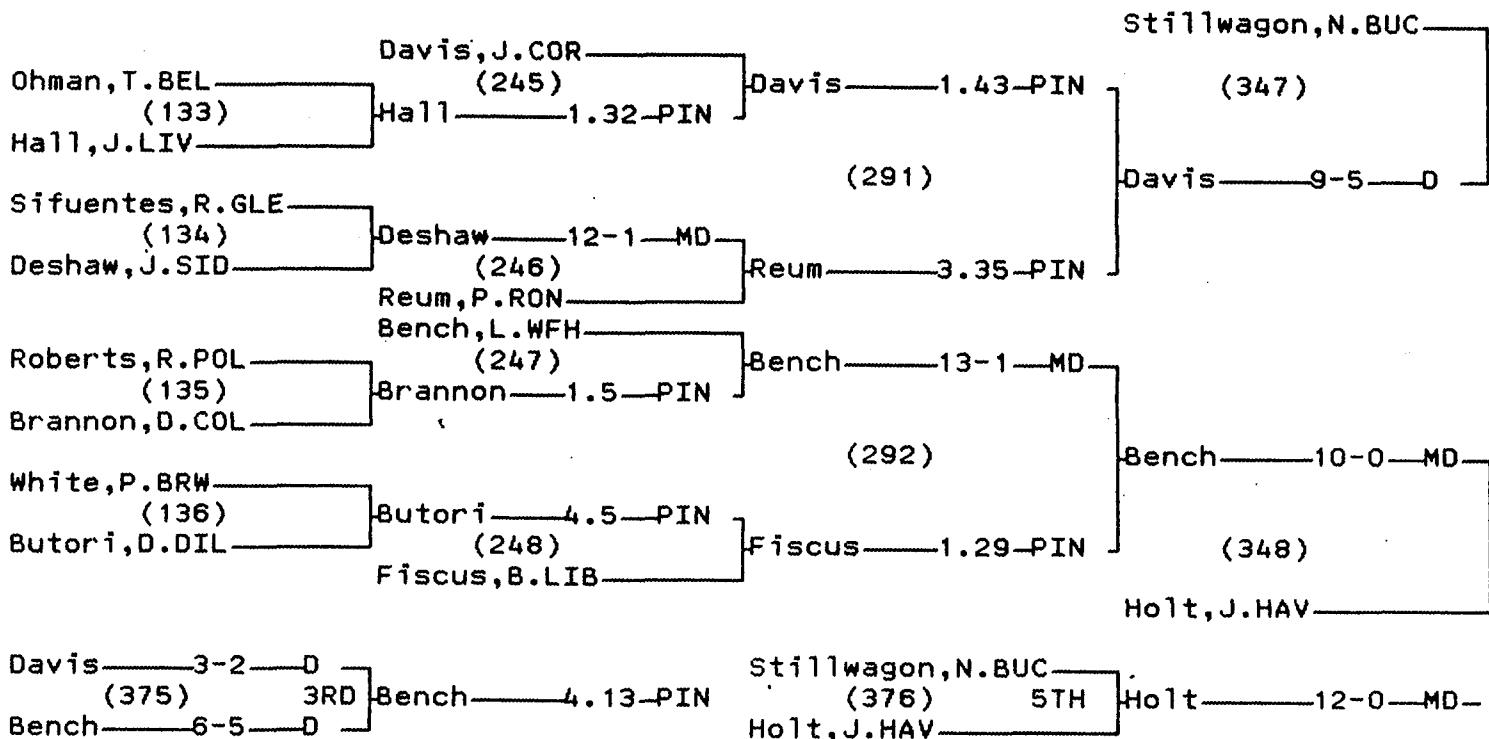 Stillwagon,N.BUC
Davis,J.COR
Ohman,T.BEL (245) Davis 1.43 PIN (347)
(133) Hall 1.32 PIN
Hall,J.LIV
(291) Davis 9-5 D
Sifuentes,R.GLE
(134) Deshaw 12-1 MD
Deshaw,J.SID (246) Reum 3.35 PIN
Reum,P.RON
Bench,L.WFH
Roberts,R.POL (247) Bench 13-1 MD
(135) Brannon 1.5 PIN
Brannon,D.COL
(292) Bench 10-0 MD
White,P.BRW
(136) Butori 4.5 PIN
Butori,D.DIL (248) Fiscus 1.29 PIN (348)
Fiscus,B.LIB
Holt,J.HAV
Davis 3-2 D Stillwagon,N.BUC
(375) 3RD Bench 4.13 PIN (376) 5TH Holt 12-0 MD
Bench 6-5 D Holt,J.HAV